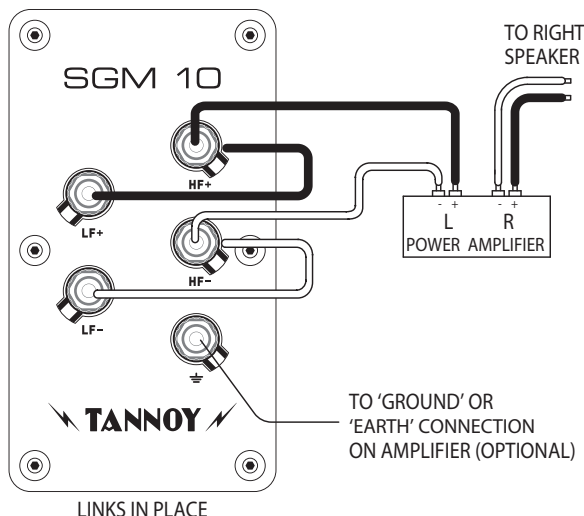 TO RIGHT
SPEAKER
SGM 10
HF+
LF+
- + - +
L R
POWER AMPLIFIER
HF-
LF-
TANNOY
TO 'GROUND' OR
'EARTH' CONNECTION
ON AMPLIFIER (OPTIONAL)
LINKS IN PLACE